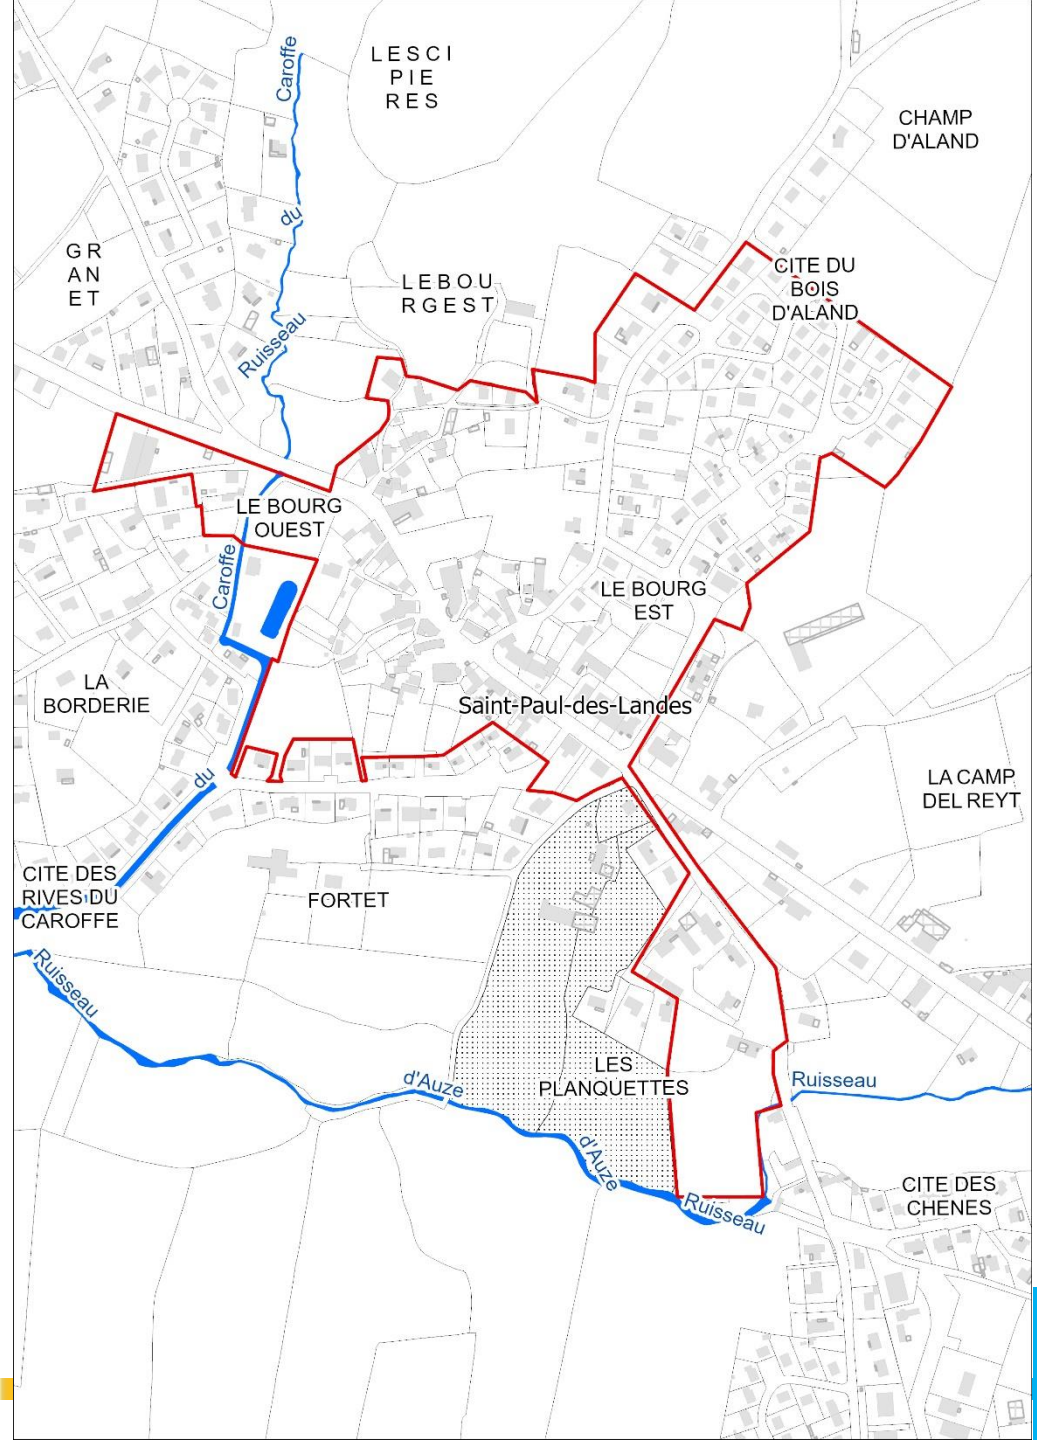 Caroffe
LESCI
PIE
RES
CHAMP
D'ALAND
du
GR
AN
ET
LEBOU
RGEST
CITE DU
BOIS
D'ALAND
Ruisseau
LE BOURG
OUEST
Caroffe
LE BOURG
EST
LA
BORDERIE
Saint-Paul-des-Landes
du
LA CAMP
DEL REYT
CITE DES
RIVES DU
CAROFFE
FORTET
Ruisseau
LES
PLANQUETTES
d'Auze
Ruisseau
d'Auze
CITE DES
CHENES
Ruisseau